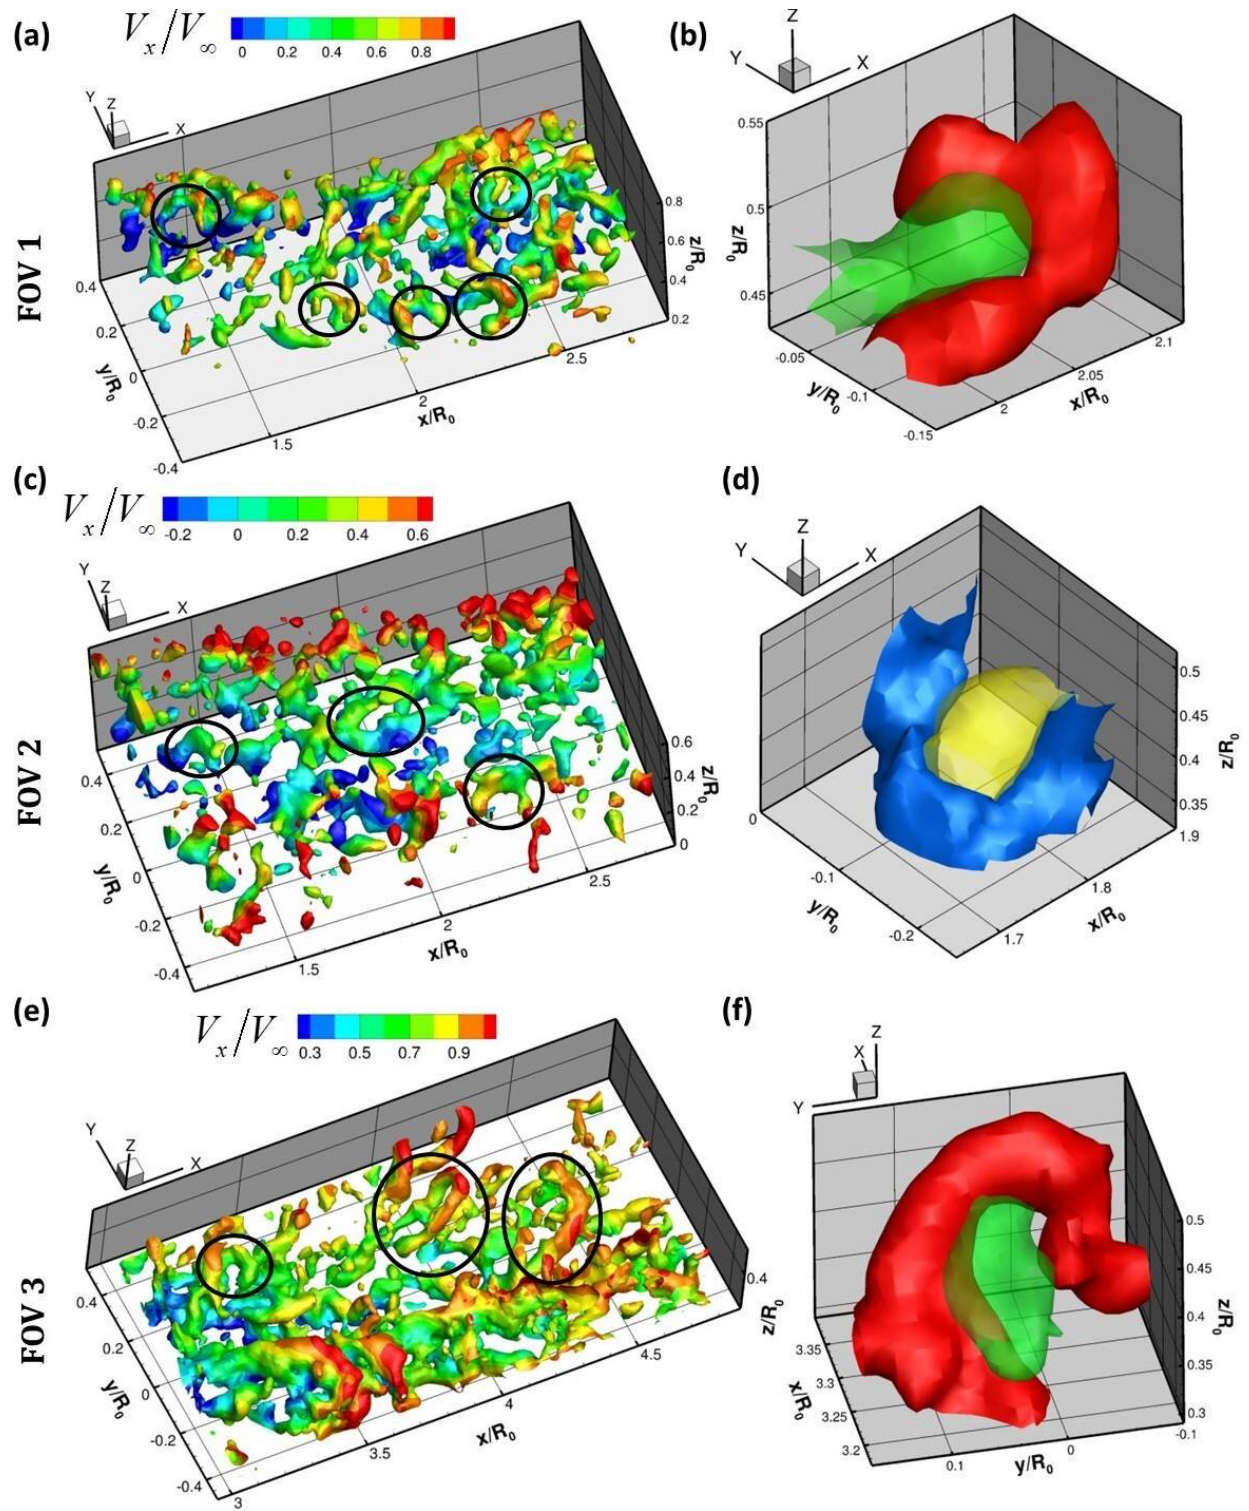 (a) V_x/V_∞ 0 0.2 0.4 0.6 0.8
Y Z X
0.4 0.2 0 -0.2 -0.4
y/R₀
1.5 2 2.5
x/R₀
0.8 0.6 0.4 0.2
z/R₀
FOV 1
(b)
Z Y X
0.55 0.5 0.45
z/R₀
-0.05 -0.1 -0.15
y/R₀
2 2.05 2.1
x/R₀
(c) V_x/V_∞ -0.2 0 0.2 0.4 0.6
Y Z X
0.4 0.2 0 -0.2 -0.4
y/R₀
1.5 2 2.5
x/R₀
0.6 0.4 0.2 0
z/R₀
FOV 2
(d)
Z Y X
0.5 0.45 0.4 0.35
z/R₀
0 -0.1 -0.2
y/R₀
1.7 1.8 1.9
x/R₀
(e) V_x/V_∞ 0.3 0.5 0.7 0.9
Y Z X
0.4 0.2 0 -0.2 -0.4
y/R₀
3 3.5 4 4.5
x/R₀
0.4
z/R₀
FOV 3
(f)
X Z Y
0.5 0.45 0.4 0.35 0.3
z/R₀
3.35 3.3 3.25 3.2
x/R₀
0.1 0 -0.1
y/R₀